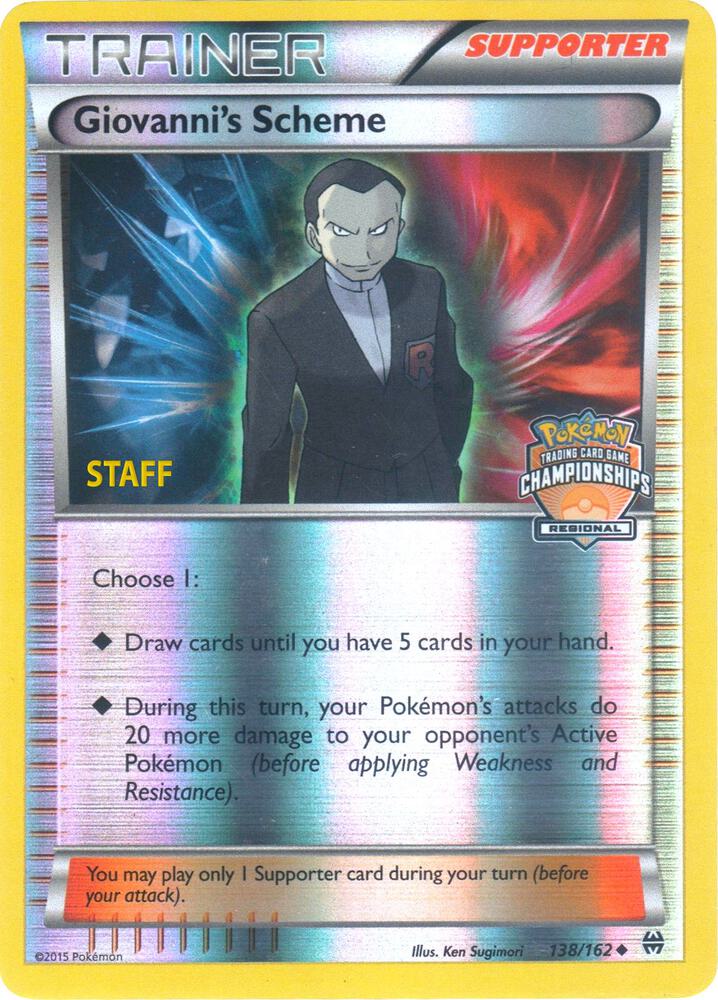 TRAINER
SUPPORTER
Giovanni's Scheme
R
STAFF
POKéMON
TRADING CARD GAME
CHAMPIONSHIPS
REGIONAL
Choose 1:
◆ Draw cards until you have 5 cards in your hand.
◆ During this turn, your Pokémon's attacks do
20 more damage to your opponent's Active
Pokémon (before applying Weakness and
Resistance).
You may play only 1 Supporter card during your turn (before
your attack).
©2015 Pokémon
Illus. Ken Sugimori
138/162 ◆